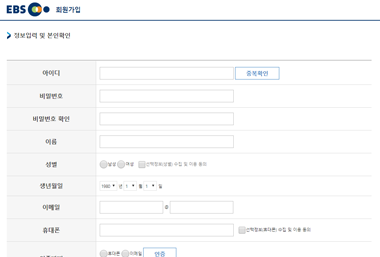 EBS 회원가입
정보입력 및 본인확인
아이디 중복확인
비밀번호
비밀번호 확인
이름
성별 남성 여성 선택정보(성별) 수집 및 이용 동의
생년월일 1980 년 1 월 1 일
이메일 @
휴대폰 선택정보(휴대폰) 수집 및 이용 동의
휴대폰 이메일 인증